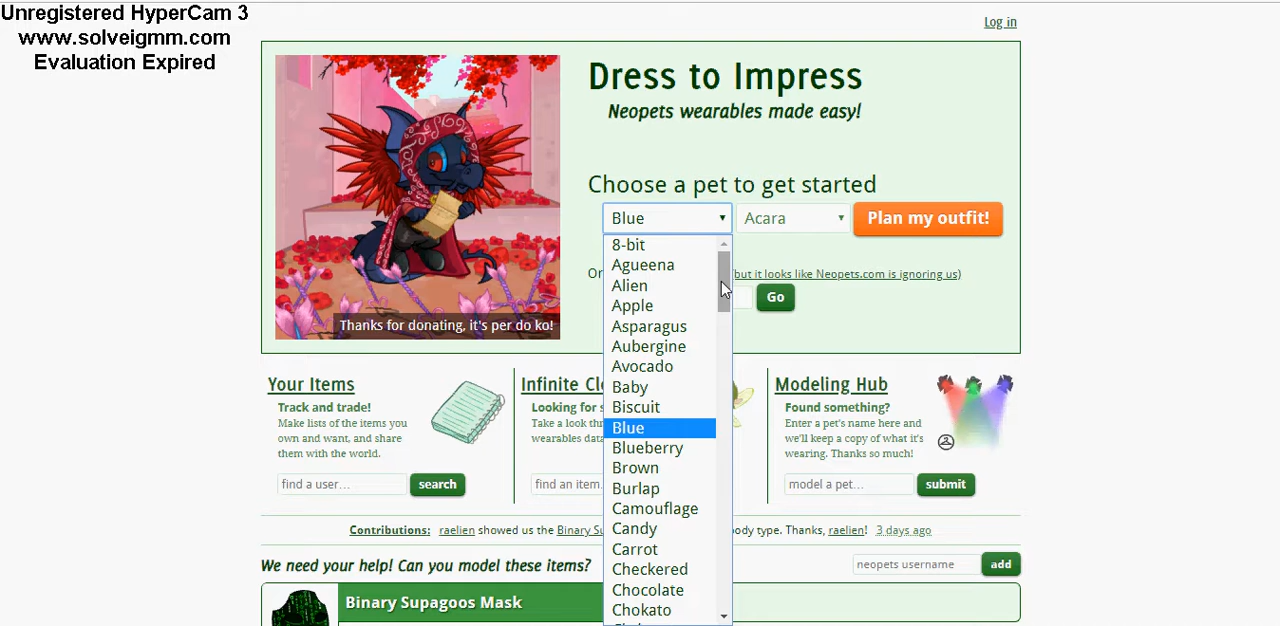 Unregistered HyperCam 3
www.solveigmm.com
Evaluation Expired
Log in
Dress to Impress
Neopets wearables made easy!
Choose a pet to get started
Blue
Acara
Plan my outfit!
8-bit
Agueena
Alien
Apple
Asparagus
Aubergine
Avocado
Baby
Biscuit
Blue
Blueberry
Brown
Burlap
Camouflage
Candy
Carrot
Checkered
Chocolate
Chokato
(but it looks like Neopets.com is ignoring us)
Go
Thanks for donating, it's per do ko!
Your Items
Track and trade!
Make lists of the items you
own and want, and share
them with the world.
find a user...
search
Infinite
Looking for
Take a look
wearables
find an item
Modeling Hub
Found something?
Enter a pet's name here and
we'll keep a copy of what it's
wearing. Thanks so much!
model a pet...
submit
Contributions: raelien showed us the Binary body type. Thanks, raelien! 3 days ago
We need your help! Can you model these items?
neopets username
add
Binary Supagoos Mask